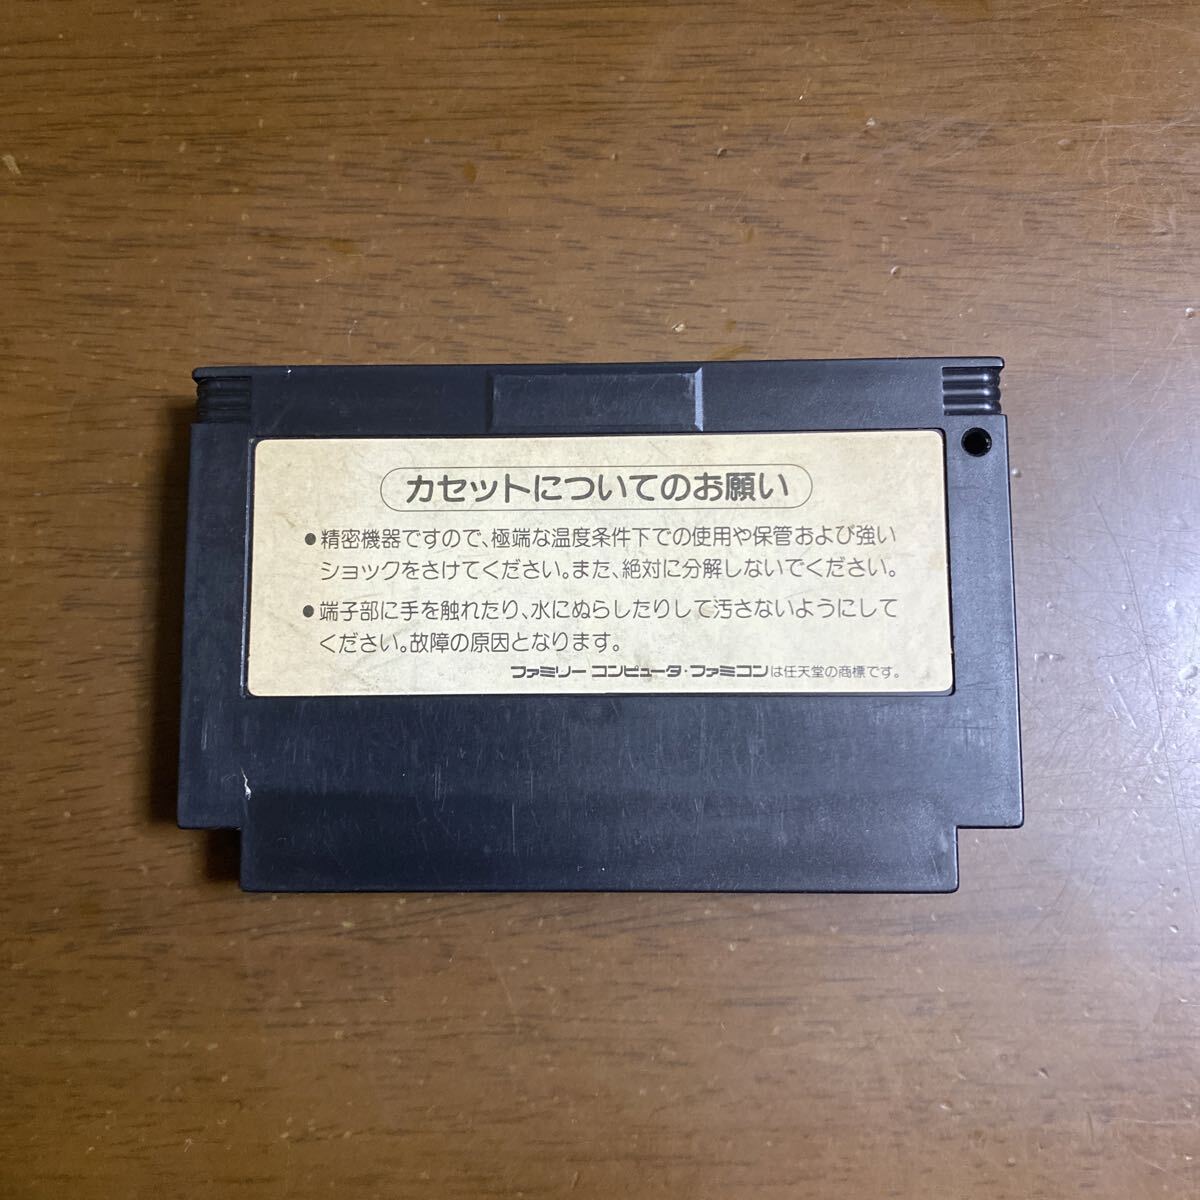 カセットについてのお願い
●精密機器ですので、極端な温度条件下での使用や保管および強い
ショックをさけてください。また、絶対に分解しないでください。
●端子部に手を触れたり、水にぬらしたりして汚さないようにして
ください。故障の原因となります。
ファミリー コンピュータ・ファミコンは任天堂の商標です。